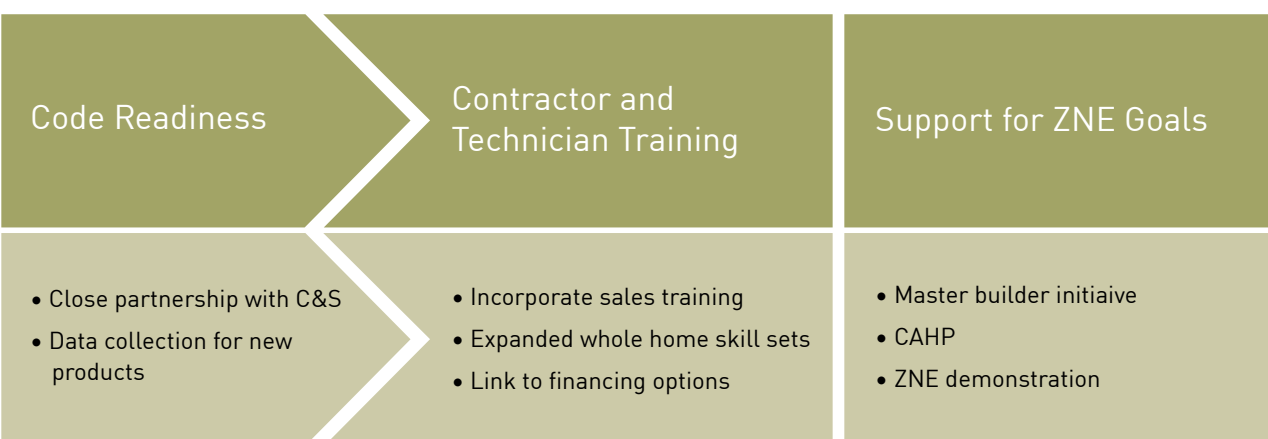 Code Readiness
Contractor and
Technician Training
Support for ZNE Goals
• Close partnership with C&S
• Data collection for new
products
• Incorporate sales training
• Expanded whole home skill sets
• Link to financing options
• Master builder initiaive
• CAHP
• ZNE demonstration